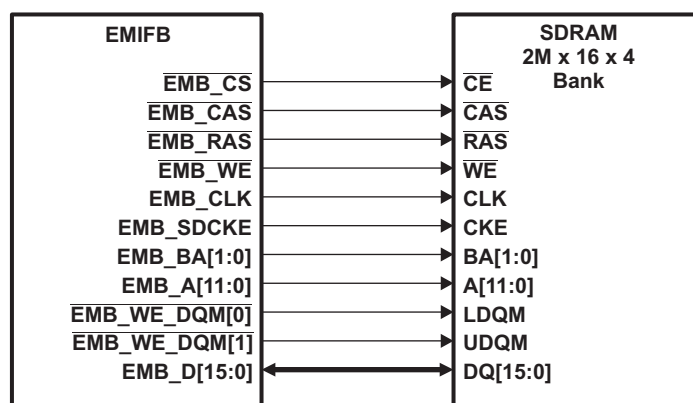 EMIFB
EMB_CS
EMB_CAS
EMB_RAS
EMB_WE
EMB_CLK
EMB_SDCKE
EMB_BA[1:0]
EMB_A[11:0]
EMB_WE_DQM[0]
EMB_WE_DQM[1]
EMB_D[15:0]
SDRAM
2M x 16 x 4
Bank
CE
CAS
RAS
WE
CLK
CKE
BA[1:0]
A[11:0]
LDQM
UDQM
DQ[15:0]